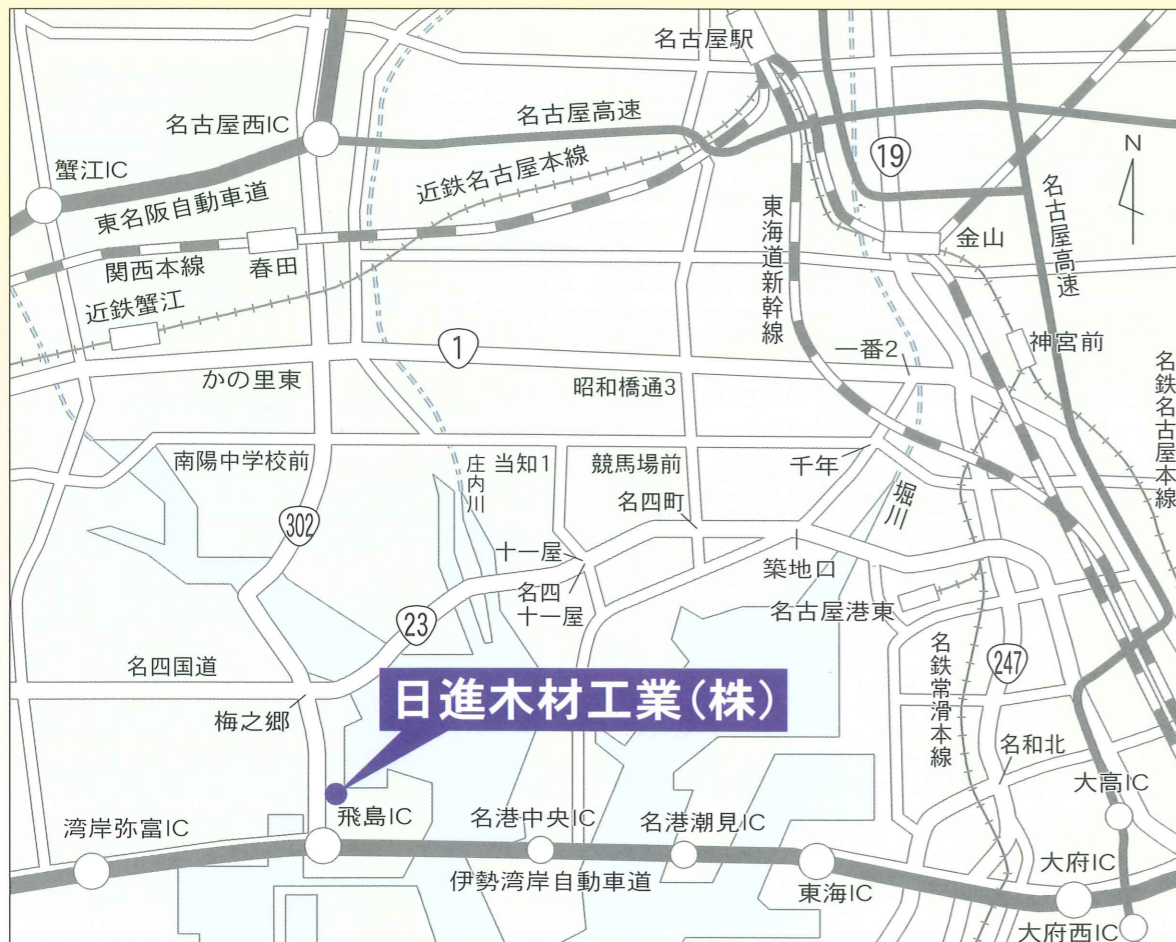 名古屋駅
名古屋西IC
名古屋高速
蟹江IC
近鉄名古屋本線
東名阪自動車道
19
N
名古屋高速
東海道新幹線
金山
関西本線
春田
近鉄蟹江
1
一番2
神宮前
かの里東
昭和橋通3
名鉄名古屋本線
南陽中学校前
庄内川
当知1
競馬場前
千年
堀川
名四町
302
十一屋
築地口
名四
十一屋
名古屋港東
23
名四国道
名鉄常滑本線
247
日進木材工業(株)
梅之郷
名和北
大高IC
飛島IC
名港中央IC
名港潮見IC
湾岸弥富IC
伊勢湾岸自動車道
東海IC
大府IC
大府西IC